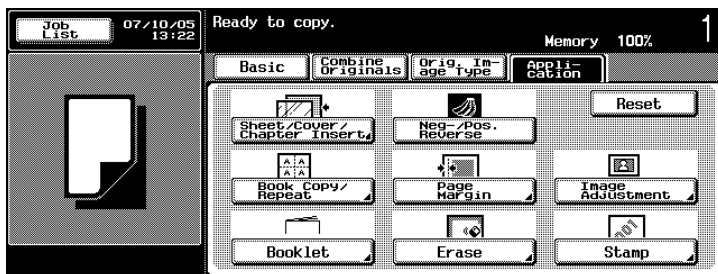 Job
List
07/10/05
13:22
Ready to copy.
Memory 100%
1
Basic
Combine
Originals
Orig. Im-
age Type
Appli-
cation
Sheet/Cover/
Chapter Insert
Neg-/Pos.
Reverse
Reset
A A
A A
Book Copy/
Repeat
Page
Margin
Image
Adjustment
Booklet
Erase
001
Stamp